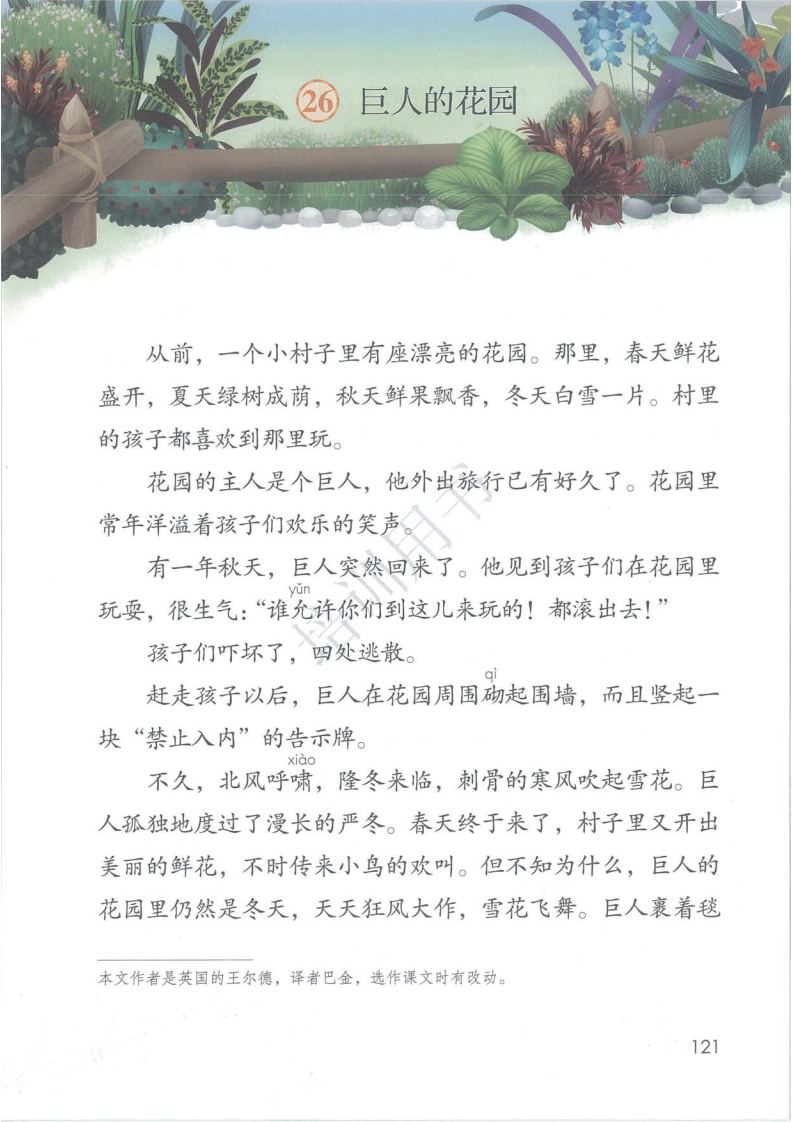 26 巨人的花园
从前，一个小村子里有座漂亮的花园。那里，春天鲜花
盛开，夏天绿树成荫，秋天鲜果飘香，冬天白雪一片。村里
的孩子都喜欢到那里玩。
花园的主人是个巨人，他外出旅行已有好久了。花园里
常年洋溢着孩子们欢乐的笑声。
有一年秋天，巨人突然回来了。他见到孩子们在花园里
yǔn
玩耍，很生气：“谁允许你们到这儿来玩的！都滚出去！”
孩子们吓坏了，四处逃散。
qì
赶走孩子以后，巨人在花园周围砌起围墙，而且竖起一
块“禁止入内”的告示牌。
xiào
不久，北风呼啸，隆冬来临，刺骨的寒风吹起雪花。巨
人孤独地度过了漫长的严冬。春天终于来了，村子里又开出
美丽的鲜花，不时传来小鸟的欢叫。但不知为什么，巨人的
花园里仍然是冬天，天天狂风大作，雪花飞舞。巨人裹着毯
本文作者是英国的王尔德，译者巴金，选作课文时有改动。
121
培训用书